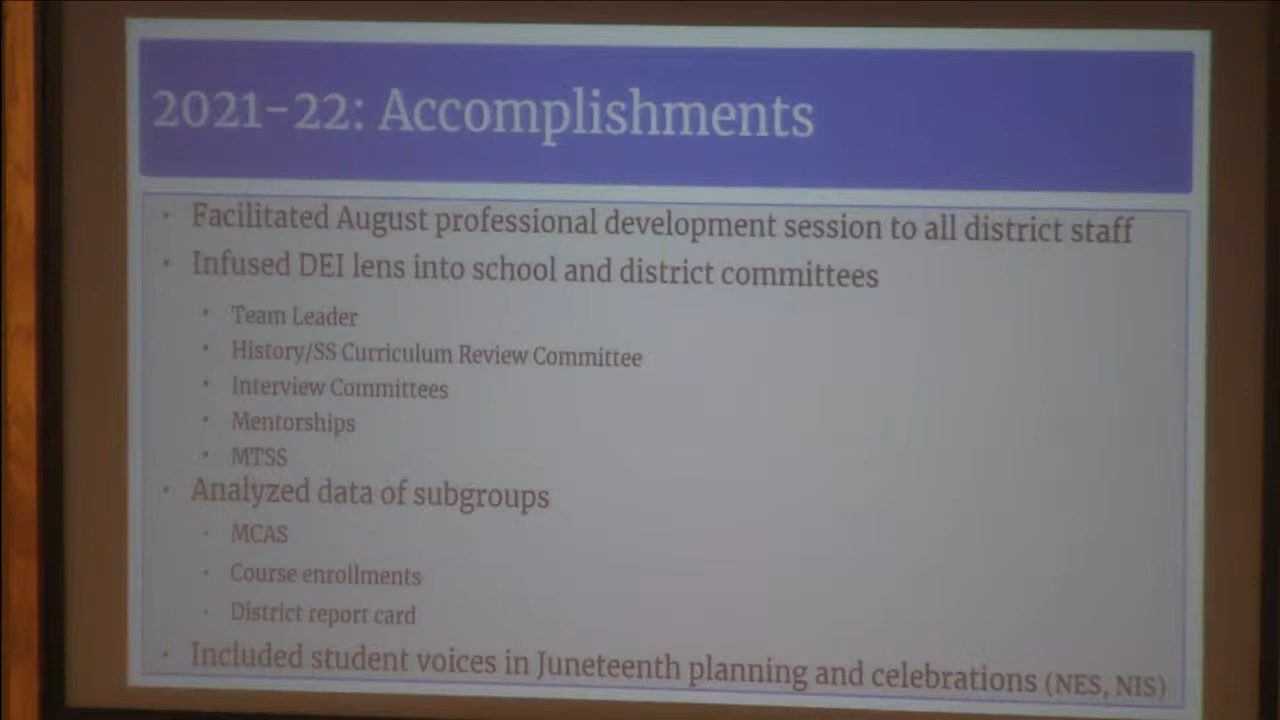 2021-22: Accomplishments
• Facilitated August professional development session to all district staff
• Infused DEI lens into school and district committees
• Team Leader
• History/SS Curriculum Review Committee
• Interview Committees
• Mentorships
• MTSS
• Analyzed data of subgroups
• MCAS
• Course enrollments
• District report card
• Included student voices in Juneteenth planning and celebrations (NES, NIS)